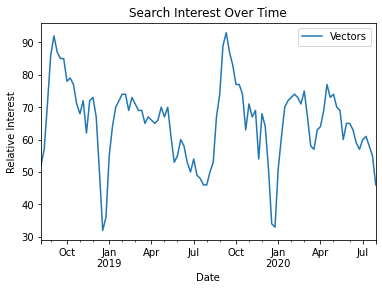 Search Interest Over Time
Vectors
Relative Interest
90
80
70
60
50
40
30
Oct
Jan
2019
Apr
Jul
Oct
Jan
2020
Apr
Jul
Date